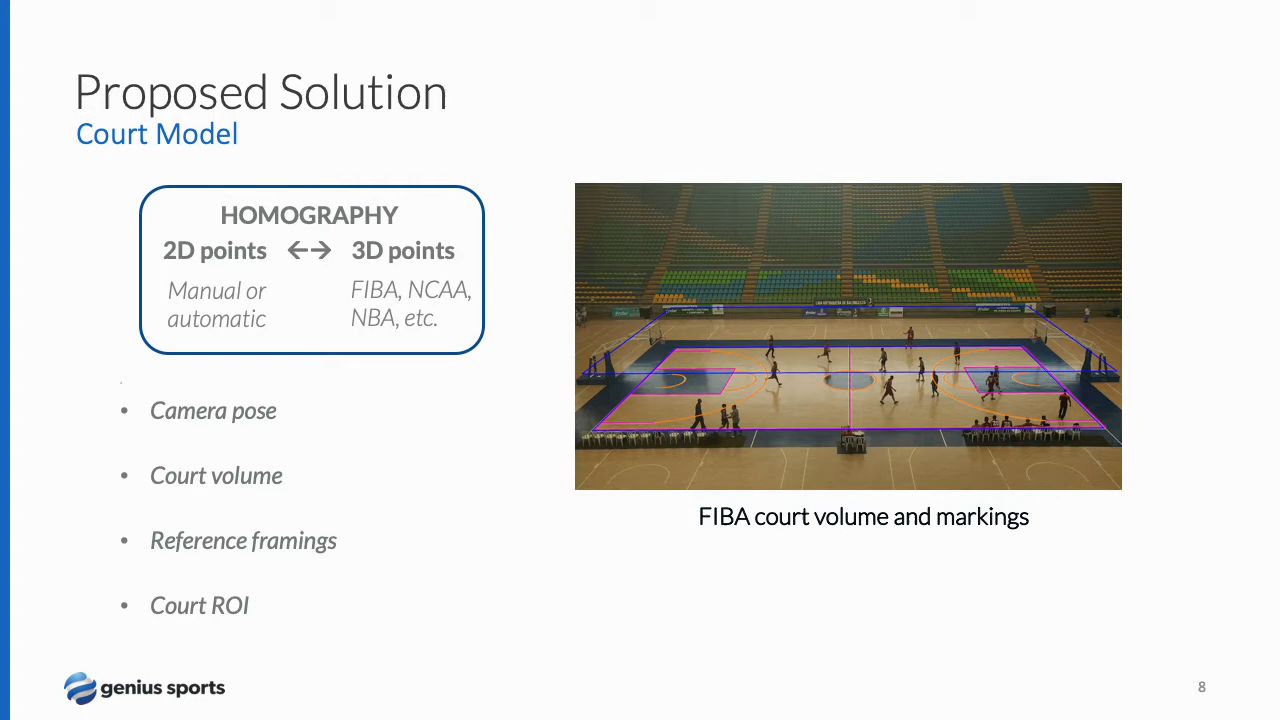 Proposed Solution
Court Model
HOMOGRAPHY
2D points ←→ 3D points
Manual or
automatic
FIBA, NCAA,
NBA, etc.
• Camera pose
• Court volume
• Reference framings
• Court ROI
FIBA court volume and markings
genius sports
8